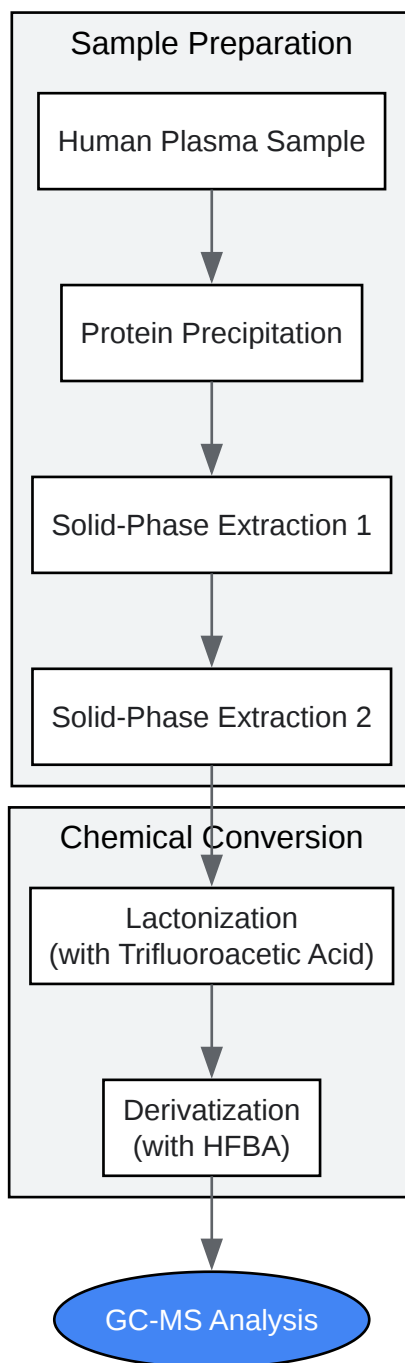 Sample Preparation
Human Plasma Sample
Protein Precipitation
Solid-Phase Extraction 1
Solid-Phase Extraction 2
Chemical Conversion
Lactonization
(with Trifluoroacetic Acid)
Derivatization
(with HFBA)
GC-MS Analysis